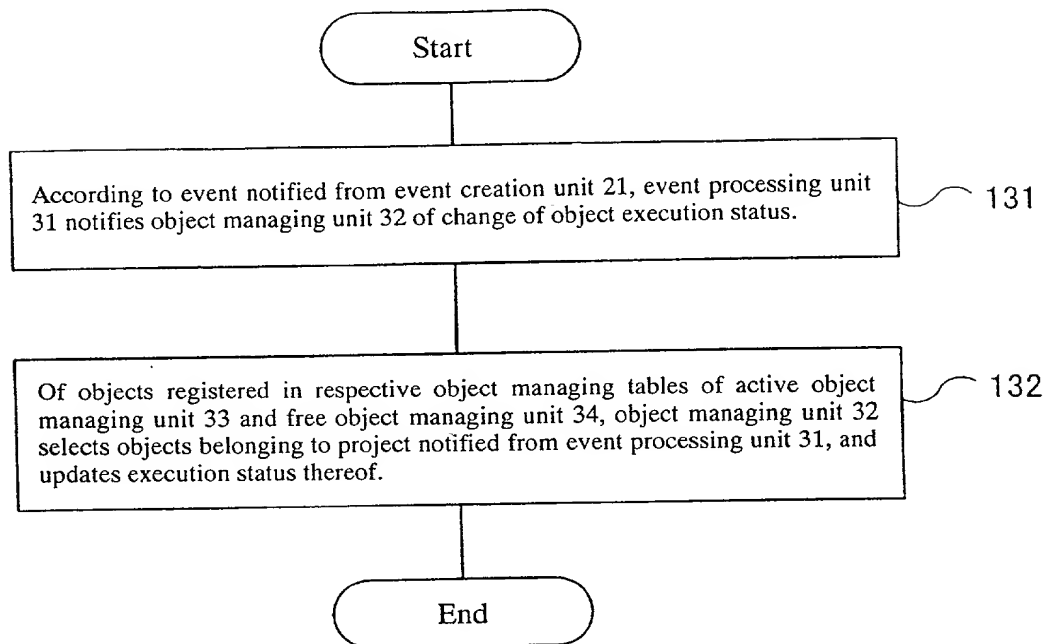 Start
According to event notified from event creation unit 21, event processing unit
31 notifies object managing unit 32 of change of object execution status.
131
Of objects registered in respective object managing tables of active object
managing unit 33 and free object managing unit 34, object managing unit 32
selects objects belonging to project notified from event processing unit 31, and
updates execution status thereof.
132
End